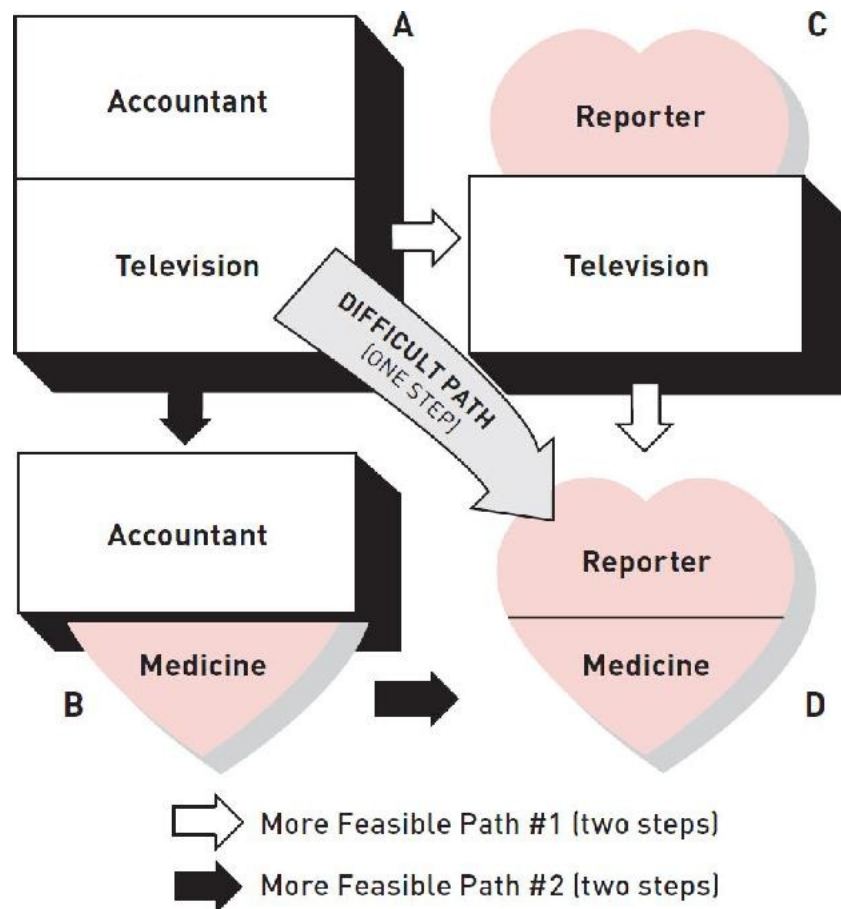 A
Accountant
Television
C
Reporter
Television
DIFFICULT PATH
(ONE STEP)
Accountant
Medicine
B
Reporter
Medicine
D
More Feasible Path #1 (two steps)
More Feasible Path #2 (two steps)